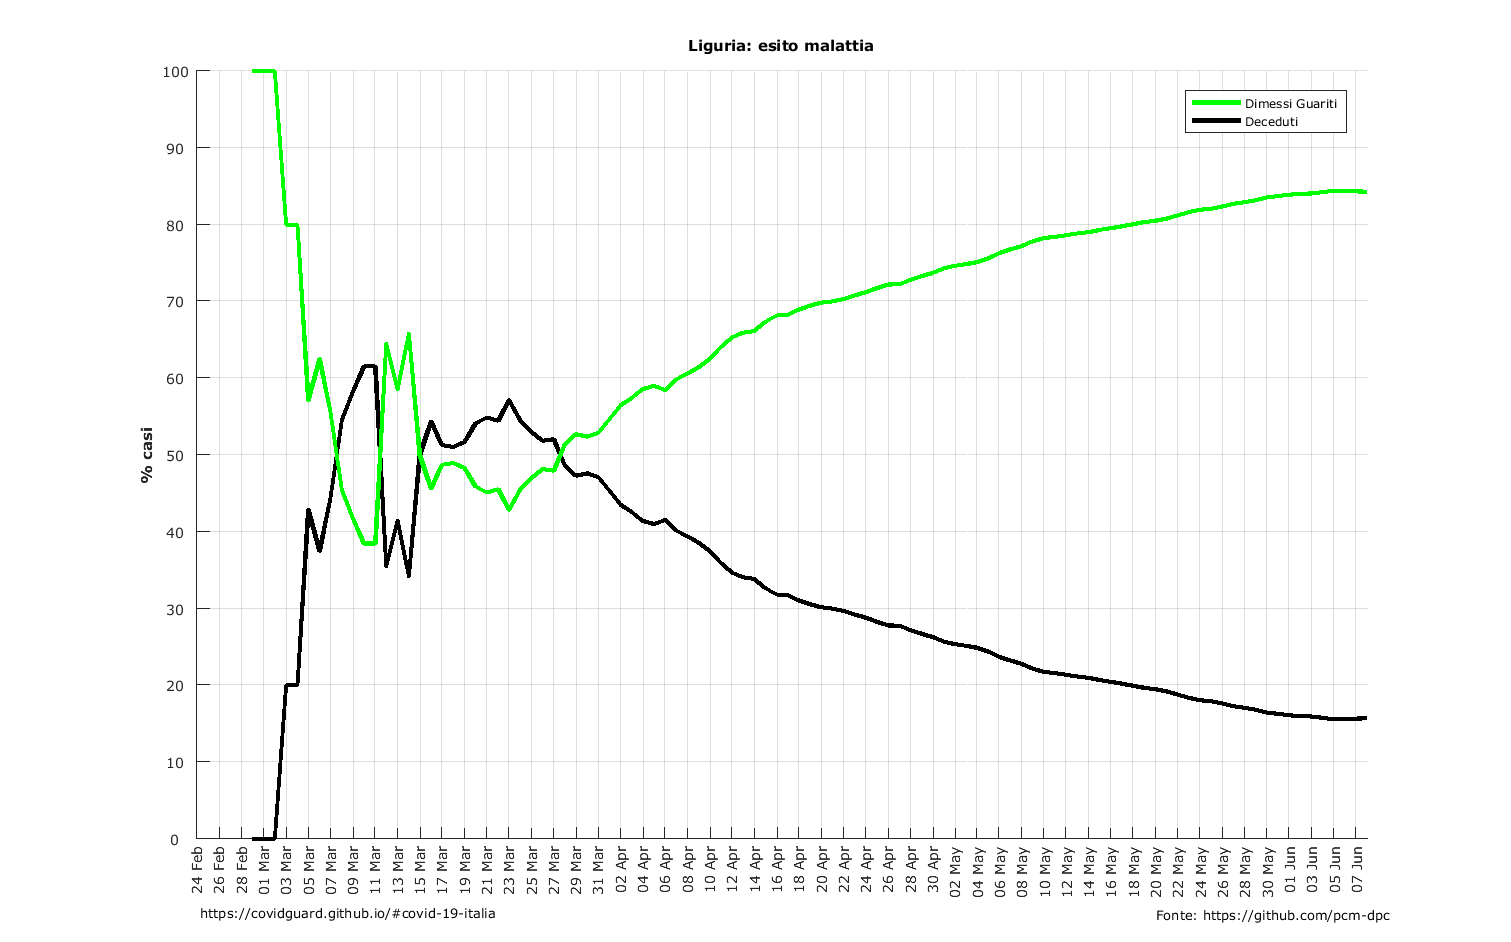 Liguria: esito malattia
100
90
80
70
60
50
40
30
20
10
0
% casi
Dimessi Guariti
Deceduti
24 Feb
26 Feb
28 Feb
01 Mar
03 Mar
05 Mar
07 Mar
09 Mar
11 Mar
13 Mar
15 Mar
17 Mar
19 Mar
21 Mar
23 Mar
25 Mar
27 Mar
29 Mar
31 Mar
02 Apr
04 Apr
06 Apr
08 Apr
10 Apr
12 Apr
14 Apr
16 Apr
18 Apr
20 Apr
22 Apr
24 Apr
26 Apr
28 Apr
30 Apr
02 May
04 May
06 May
08 May
10 May
12 May
14 May
16 May
18 May
20 May
22 May
24 May
26 May
28 May
30 May
01 Jun
03 Jun
05 Jun
07 Jun
https://covidguard.github.io/#covid-19-italia
Fonte: https://github.com/pcm-dpc